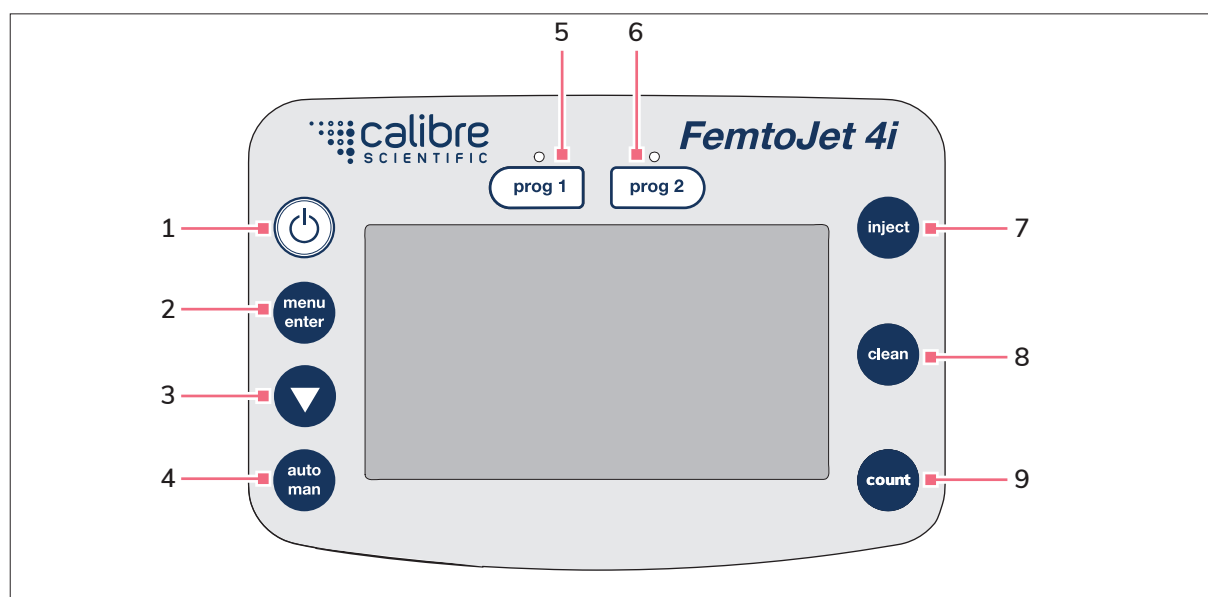 5 6
calibre
SCIENTIFIC
FemtoJet 4i
prog 1 prog 2
1
inject
7
2
menu
enter
clean
8
3
4
auto
man
count
9